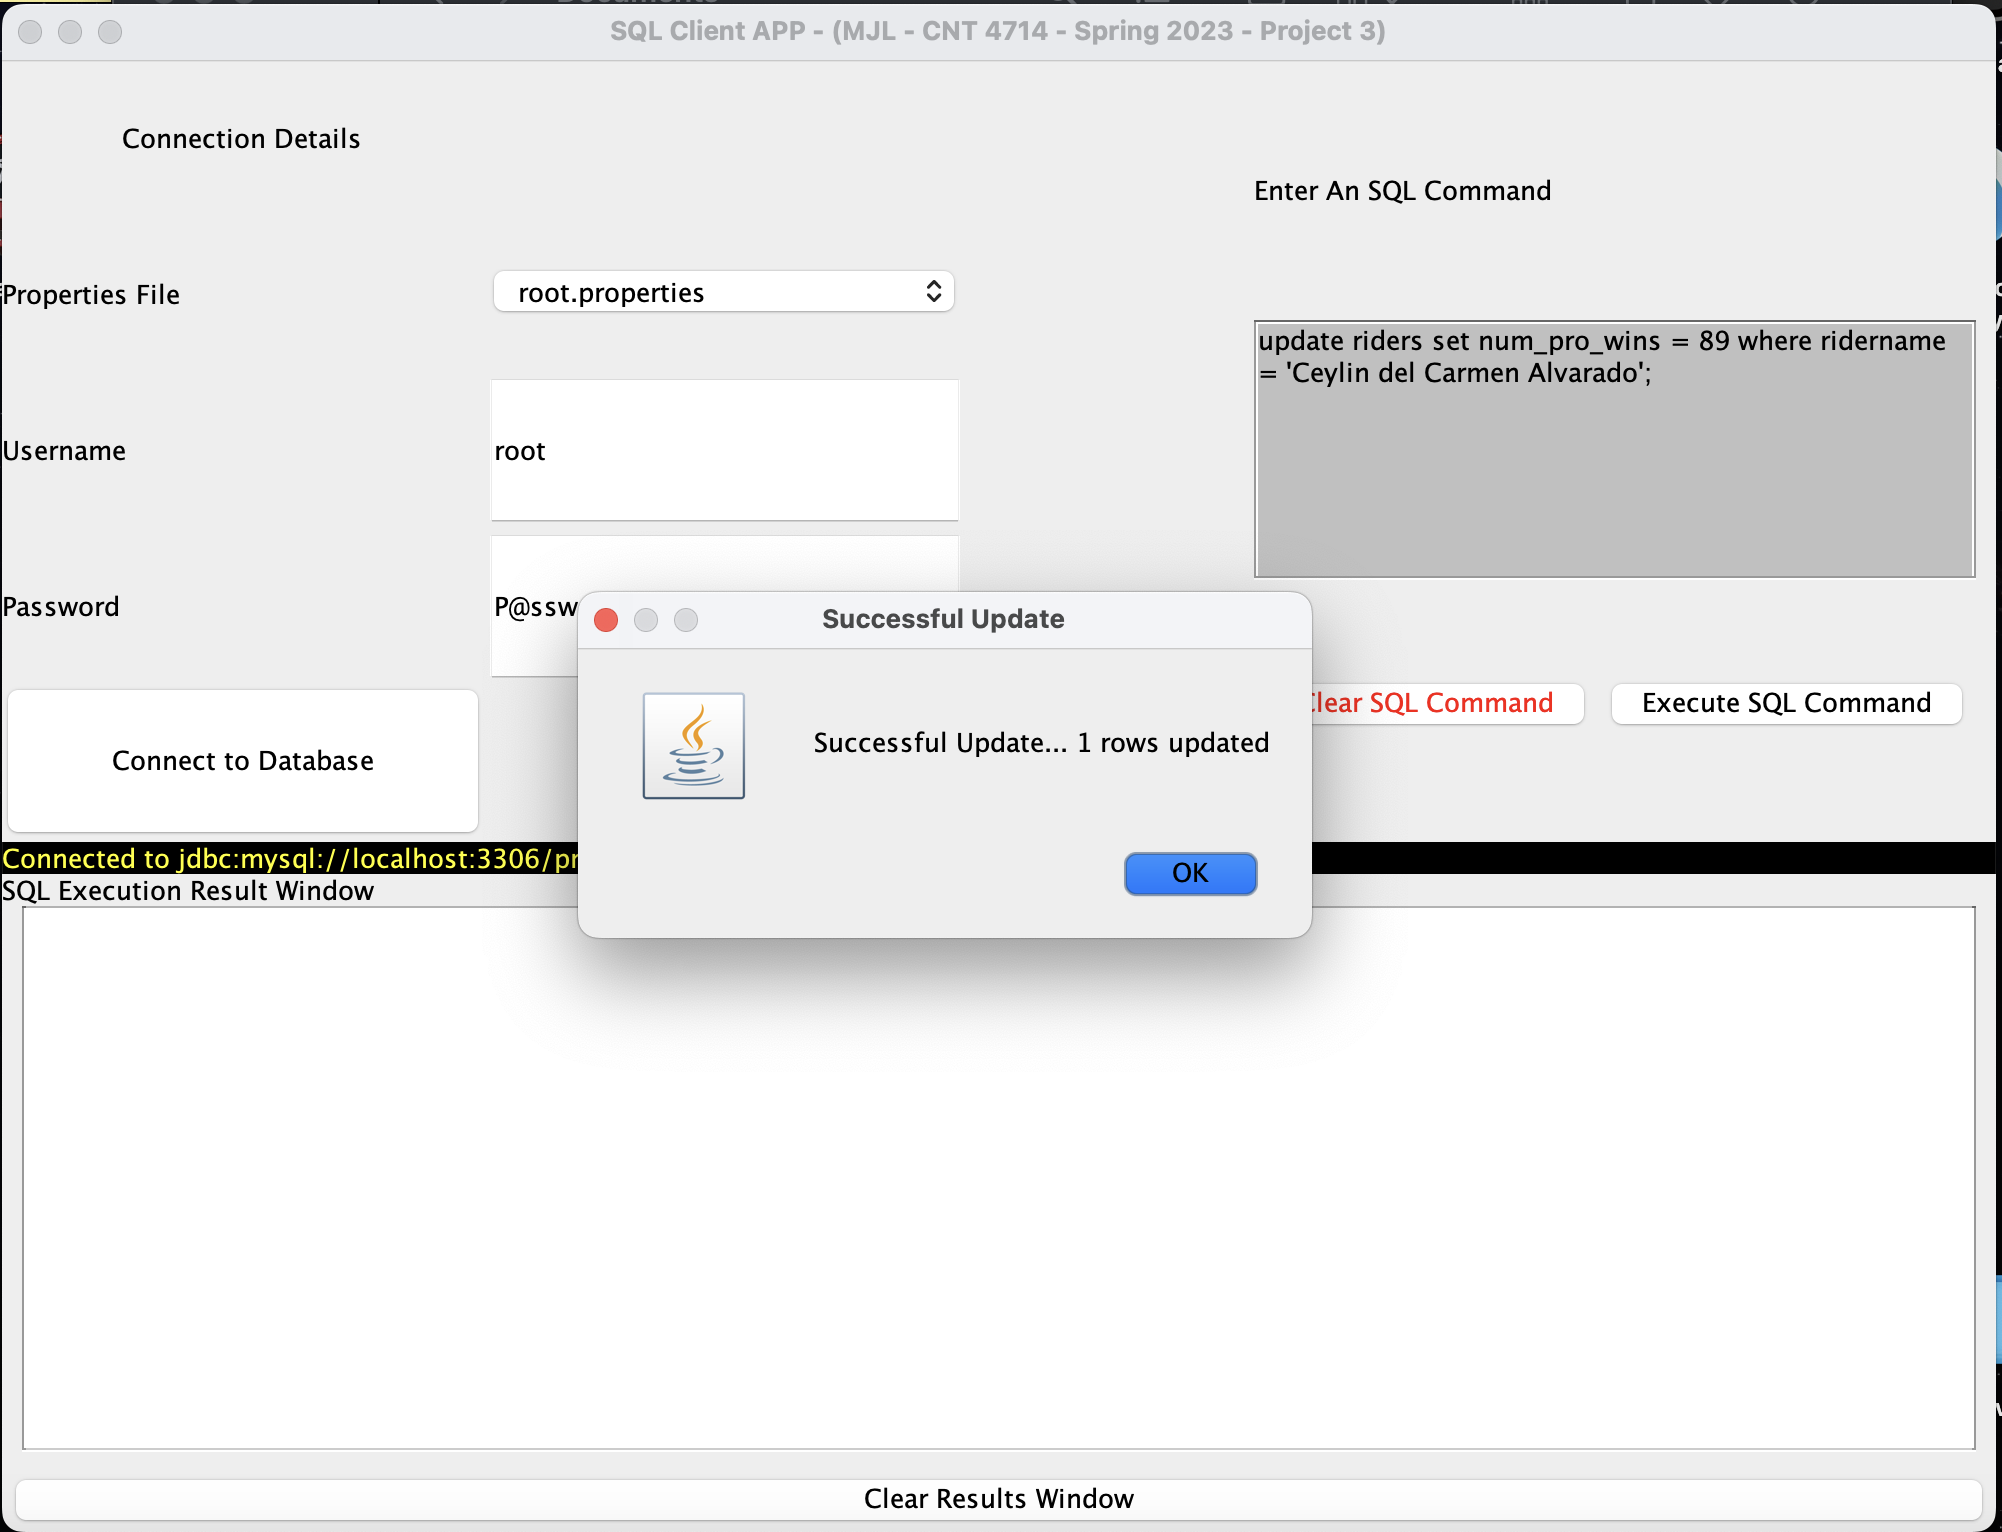 SQL Client APP - (MJL - CNT 4714 - Spring 2023 - Project 3)
Connection Details
Enter An SQL Command
Properties File
root.properties
update riders set num_pro_wins = 89 where ridername
= 'Ceylin del Carmen Alvarado';
Username
root
Password
P@ssw
Successful Update
Successful Update... 1 rows updated
OK
Clear SQL Command
Execute SQL Command
Connect to Database
Connected to jdbc:mysql://localhost:3306/pr
SQL Execution Result Window
Clear Results Window